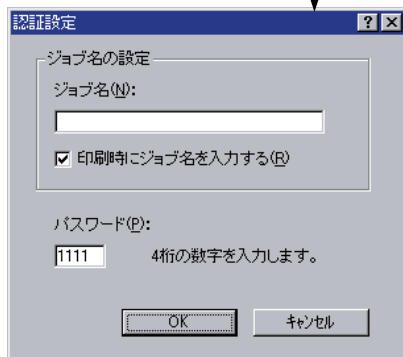 認証設定
ジョブ名の設定
ジョブ名(N):
印刷時にジョブ名を入力する(R)
パスワード(P):
1111 4桁の数字を入力します。
OK キャンセル